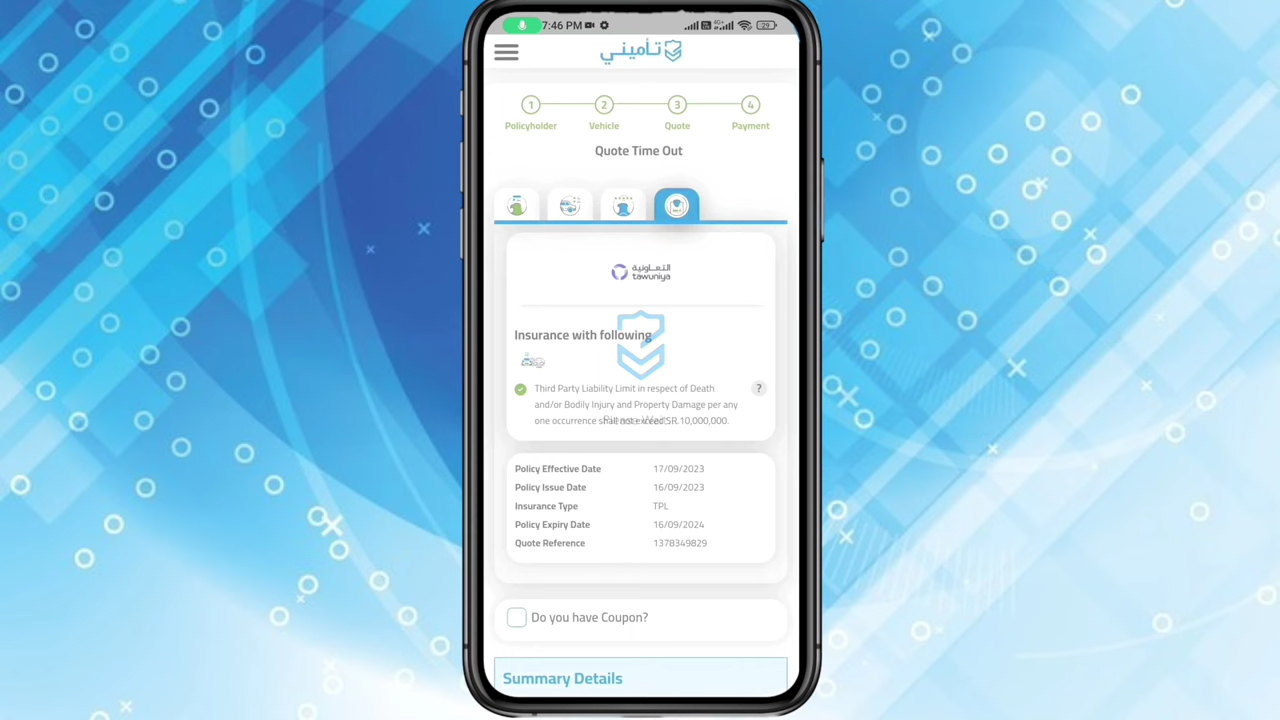 7:46 PM
4G+
29
تأميني
1
2
3
4
Policyholder
Vehicle
Quote
Payment
Quote Time Out
التعاونية
tawuniya
Insurance with following
Third Party Liability Limit in respect of Death
?
and/or Bodily Injury and Property Damage per any
one occurrence shall not exceed SR.10,000,000.
Please Wait
Policy Effective Date 17/09/2023
Policy Issue Date 16/09/2023
Insurance Type TPL
Policy Expiry Date 16/09/2024
Quote Reference 1378349829
Do you have Coupon?
Summary Details